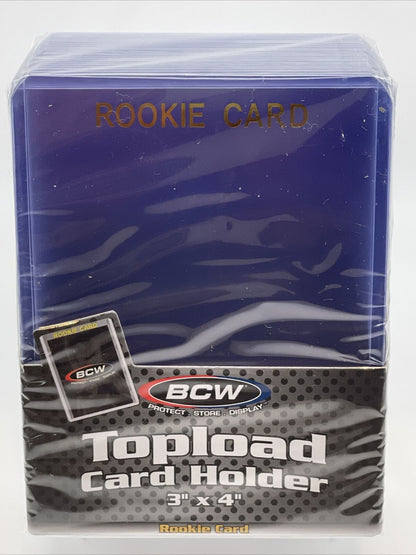 ROOKIE CARD
ROOKIE CARD
BCW
BCW
PROTECT . STORE . DISPLAY
Topload
Card Holder
3" x 4"
Rookie Card